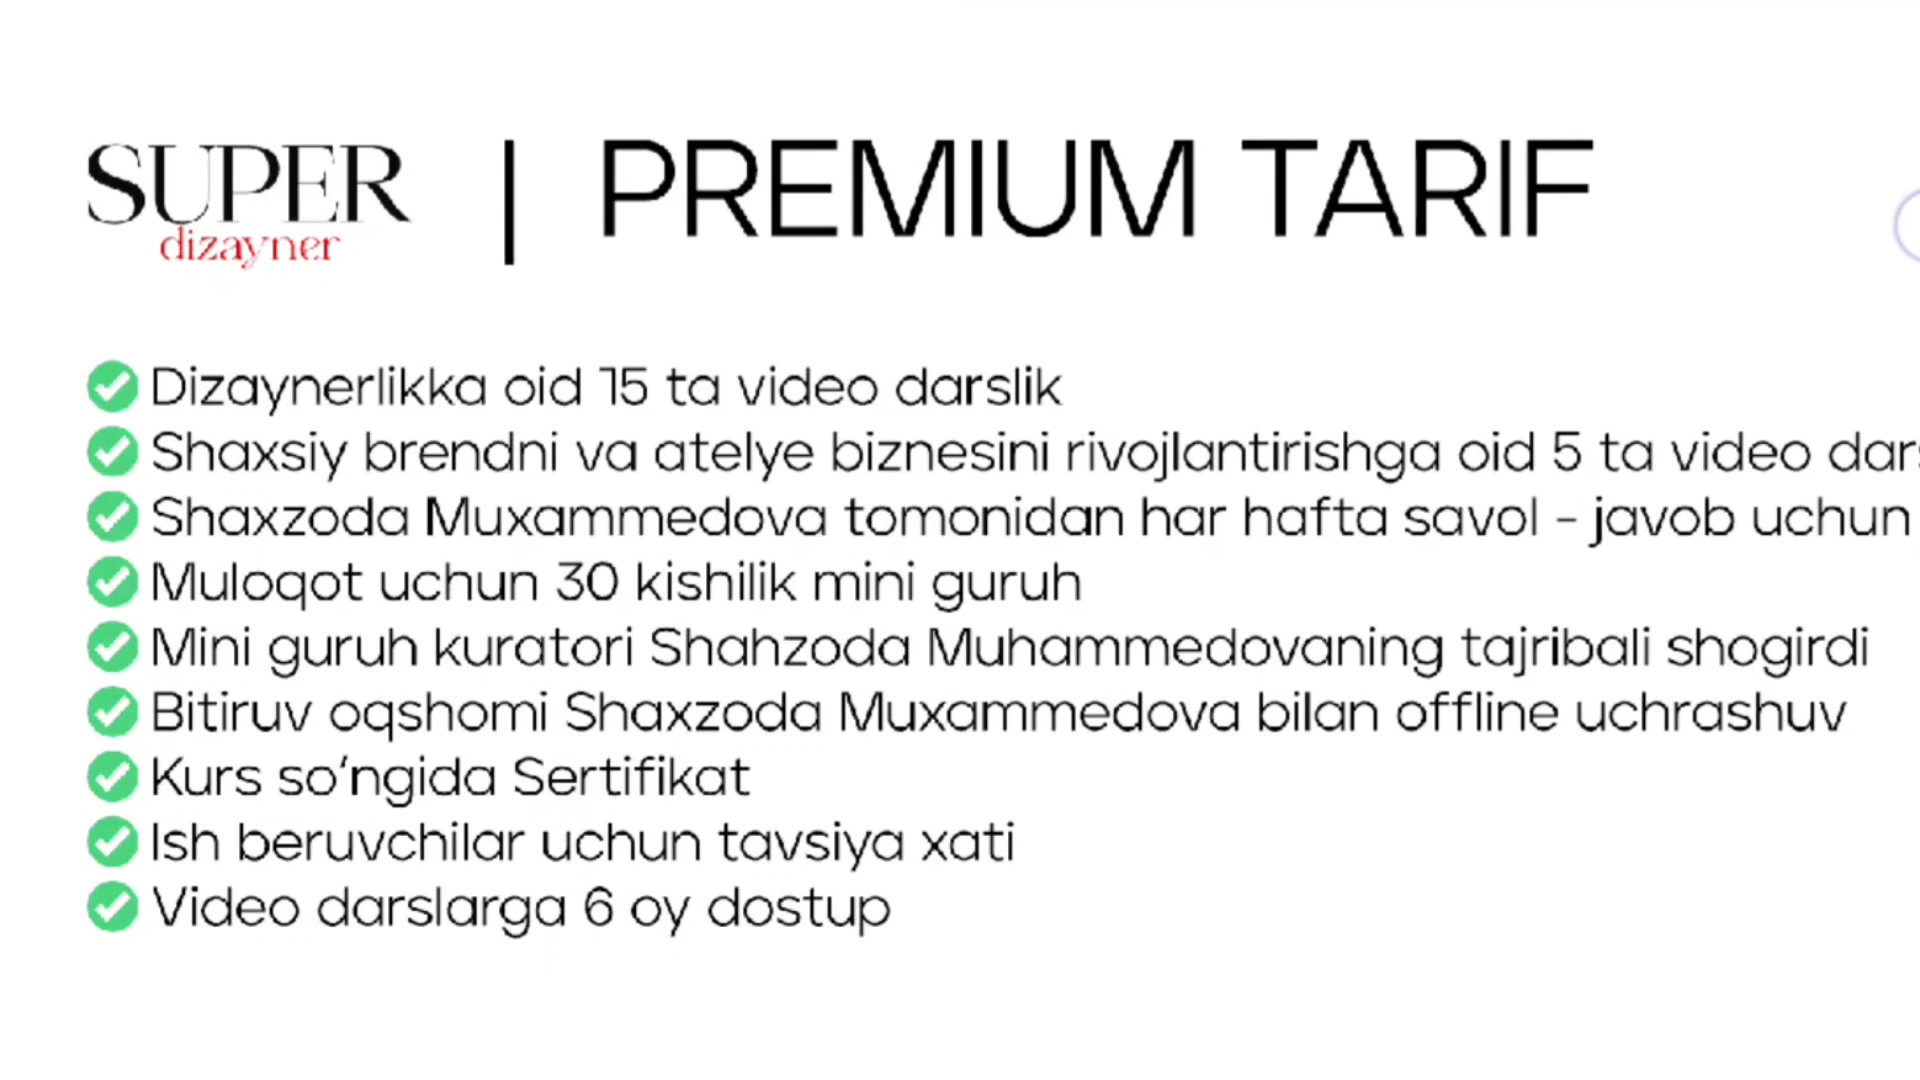 SUPER
dizayner
| PREMIUM TARIF
Dizaynerlikka oid 15 ta video darslik
Shaxsiy brendni va atelye biznesini rivojlantirishga oid 5 ta video
Shaxzoda Muxammedova tomonidan har hafta savol - javob uchun
Muloqot uchun 30 kishilik mini guruh
Mini guruh kuratori Shahzoda Muhammedovaning tajribali shogirdi
Bitiruv oqshomi Shaxzoda Muxammedova bilan offline uchrashuv
Kurs so‘ngida Sertifikat
Ish beruvchilar uchun tavsiya xati
Video darslarga 6 oy dostup